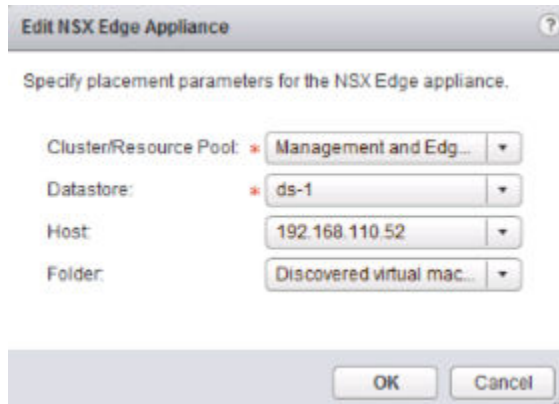 Edit NSX Edge Appliance ?
Specify placement parameters for the NSX Edge appliance.
Cluster/Resource Pool: * Management and Edg...
Datastore: * ds-1
Host: 192.168.110.52
Folder: Discovered virtual mac...
OK Cancel